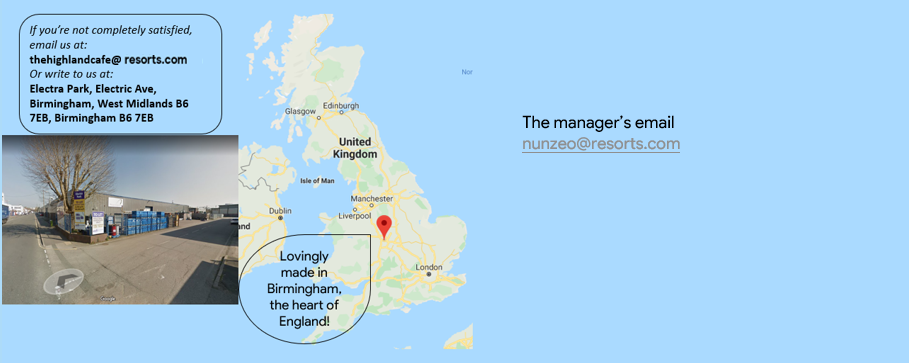 If you're not completely satisfied,
email us at:
thehighlandcafe@ resorts.com
Or write to us at:
Electra Park, Electric Ave,
Birmingham, West Midlands B6
7EB, Birmingham B6 7EB
Nor
The manager's email
nunzeo@resorts.com
Edinburgh
Glasgow
United
Kingdom
Isle of Man
Manchester
Dublin
Liverpool
and
London
Lovingly
made in
Birmingham,
the heart of
England!
Google